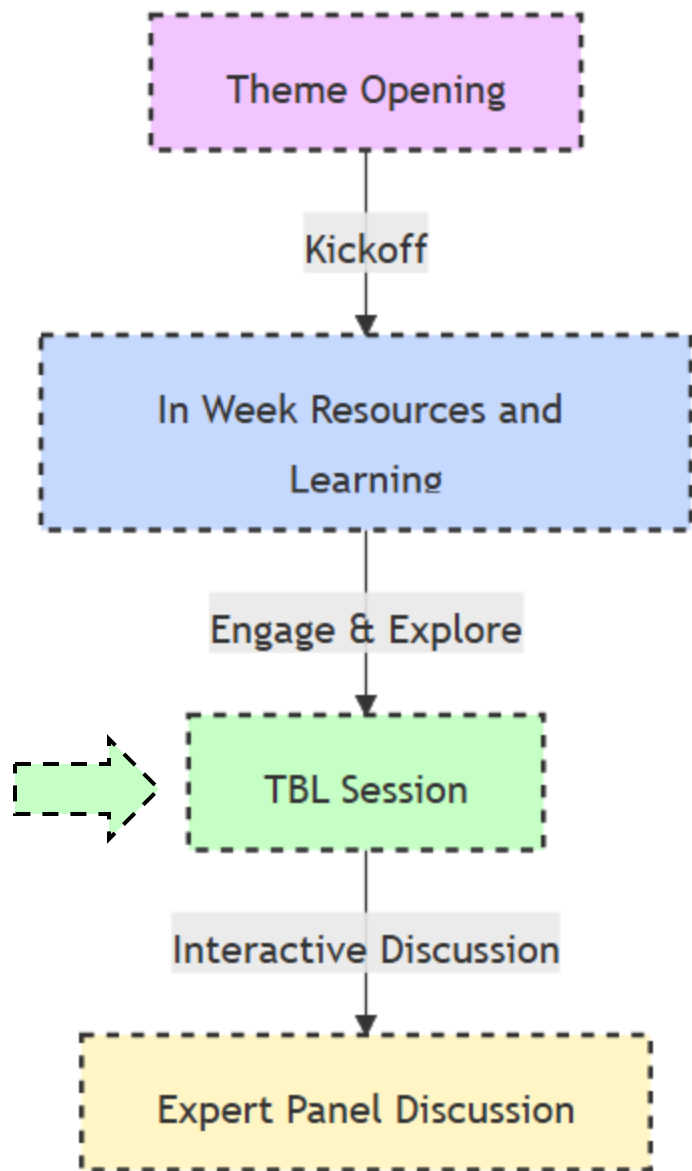 Theme Opening
Kickoff
In Week Resources and
Learning
Engage & Explore
TBL Session
Interactive Discussion
Expert Panel Discussion